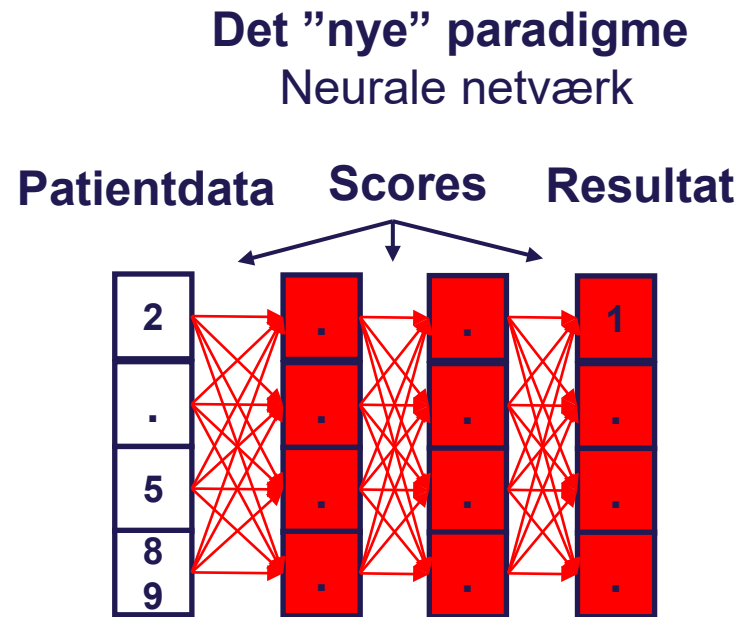 Det ”nye” paradigme
Neurale netværk
Patientdata Scores Resultat
2 . . 1
. . . .
5 . . .
8
9 . . .